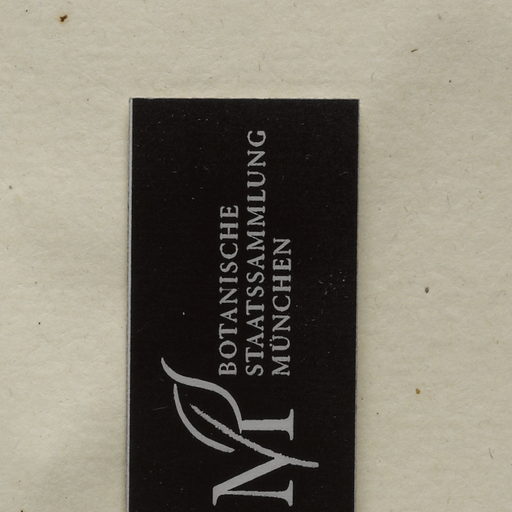 BOTANISCHE
STAATSSAMMLUNG
MÜNCHEN
M